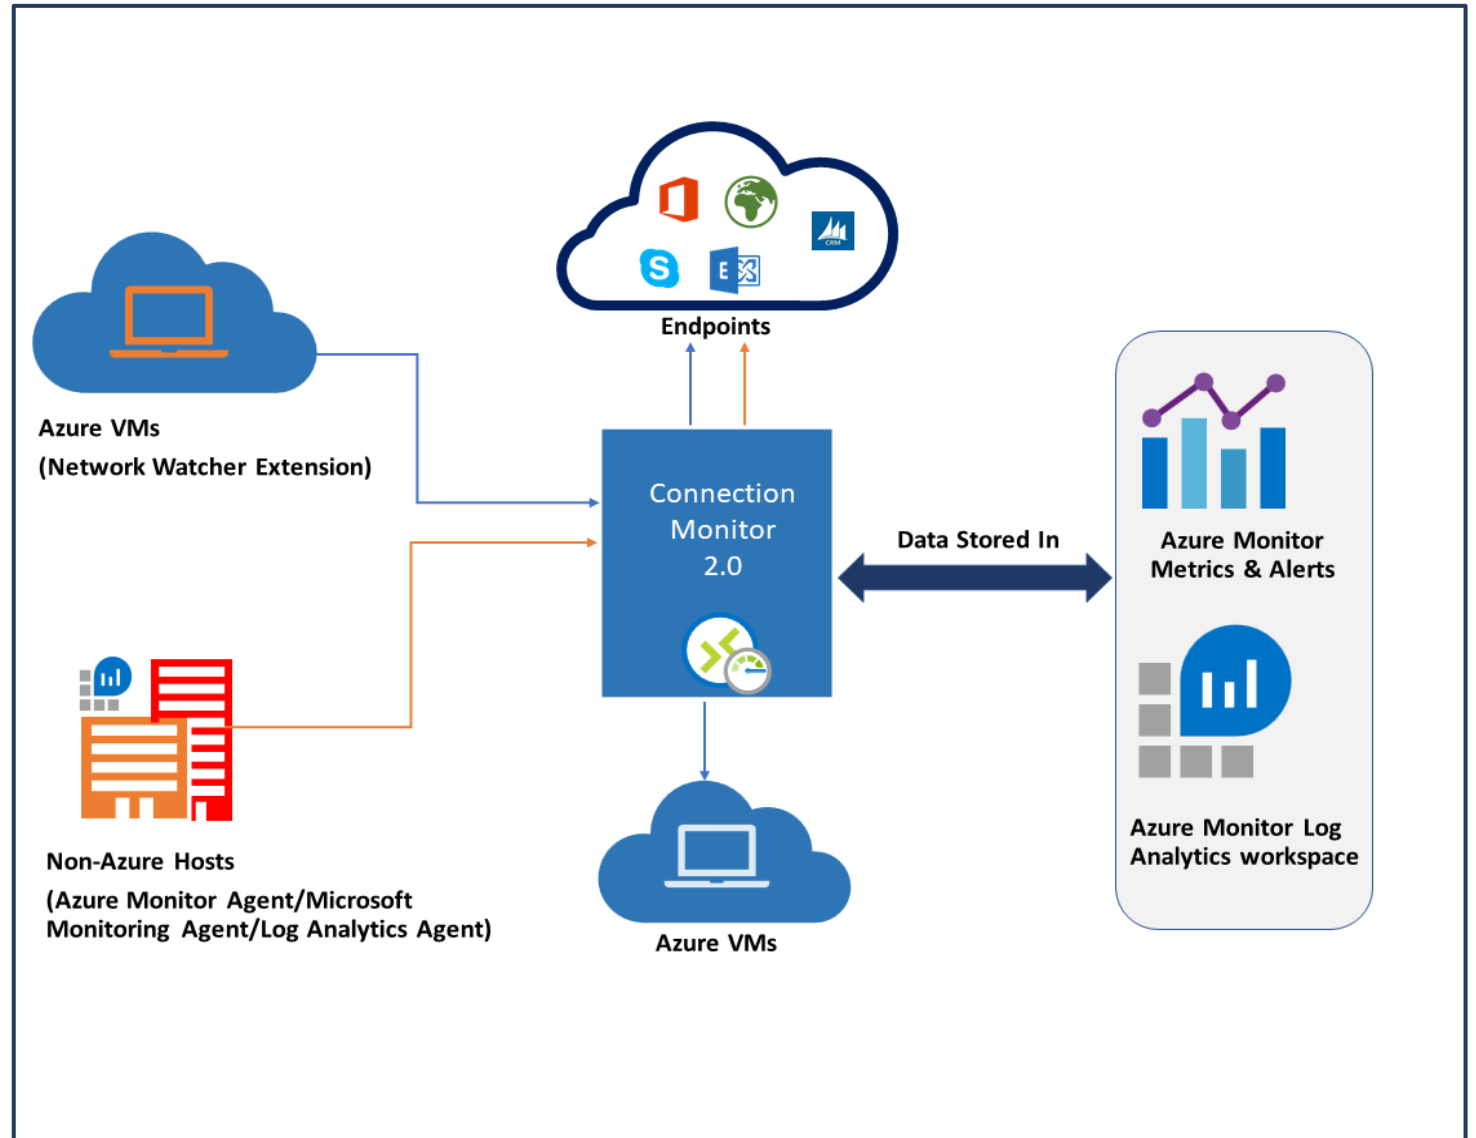 Endpoints
CRM
S
E
Azure VMs
(Network Watcher Extension)
Connection
Monitor
2.0
Data Stored In
Azure Monitor
Metrics & Alerts
Azure Monitor Log
Analytics workspace
Non-Azure Hosts
(Azure Monitor Agent/Microsoft
Monitoring Agent/Log Analytics Agent)
Azure VMs